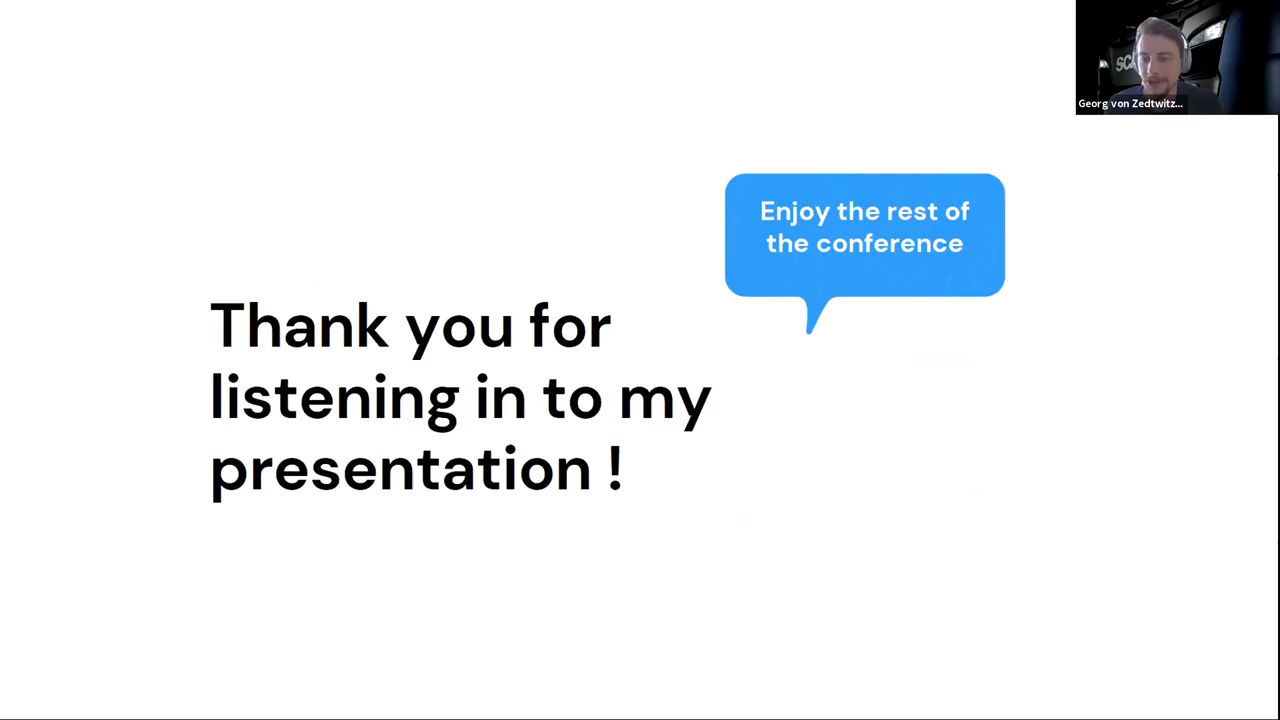 Georg von Zedtwitz...
Enjoy the rest of
the conference
Thank you for
listening in to my
presentation !